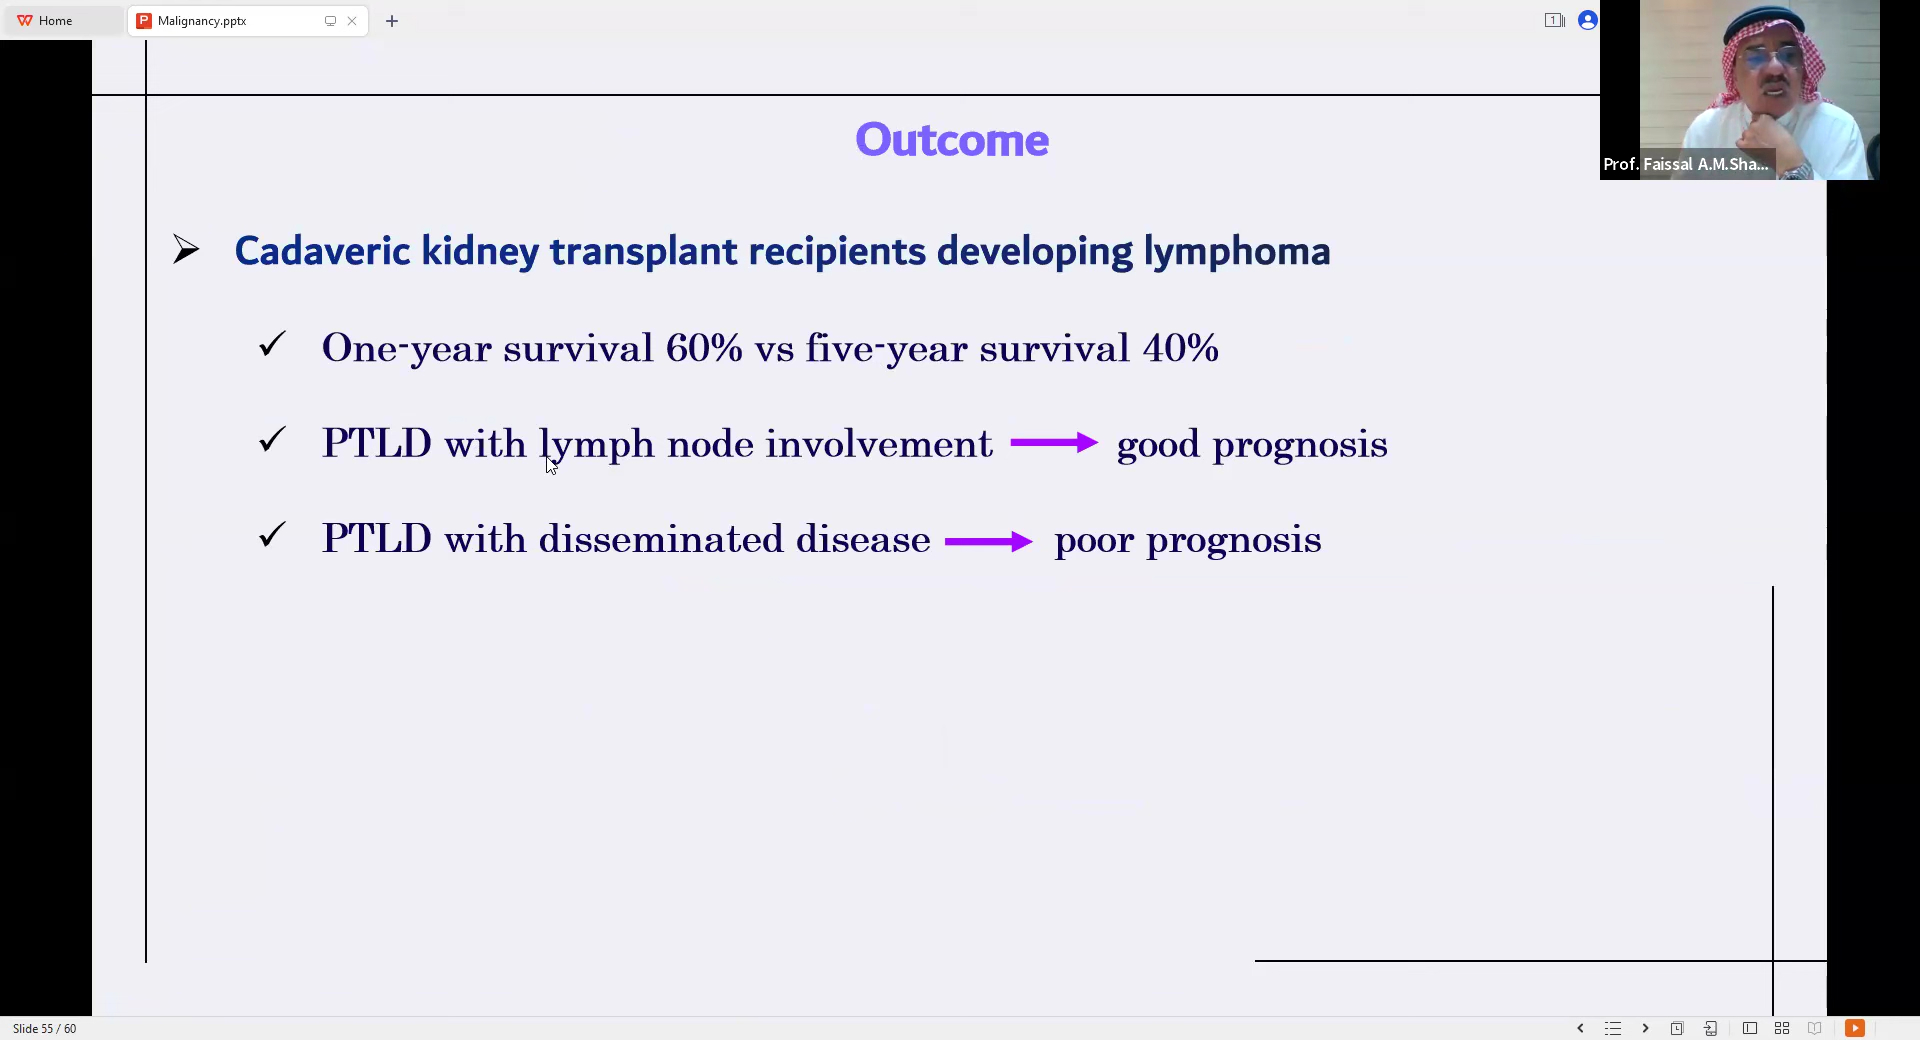 Home
Malignancy.pptx
1
Prof. Faissal A.M.Sha...
Outcome
Cadaveric kidney transplant recipients developing lymphoma
One-year survival 60% vs five-year survival 40%
PTLD with lymph node involvement → good prognosis
PTLD with disseminated disease → poor prognosis
Slide 55 / 60